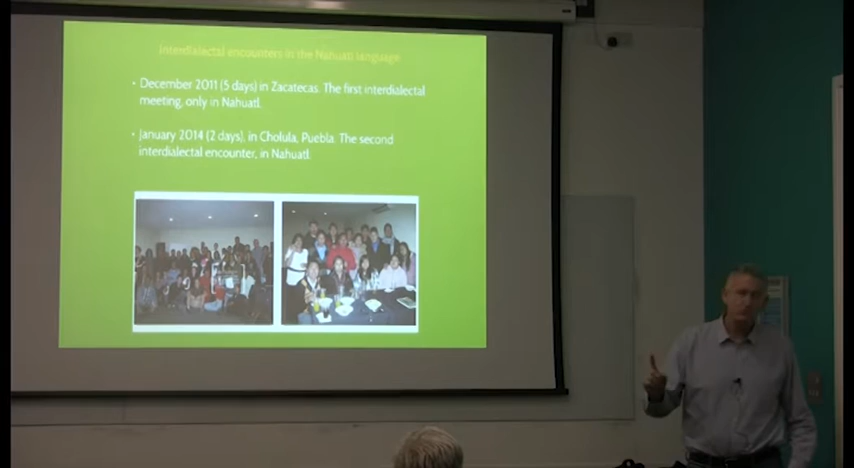 Interdialectal encounters in the Nahuatl language
• December 2011 (5 days) in Zacatecas. The first interdialectal
meeting, only in Nahuatl.
• January 2014 (2 days), in Cholula, Puebla. The second
interdialectal encounter, in Nahuatl.